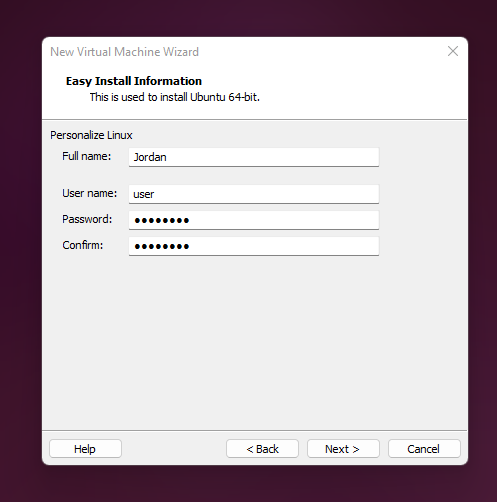 New Virtual Machine Wizard
Easy Install Information
This is used to install Ubuntu 64-bit.
Personalize Linux
Full name: Jordan
User name: user
Password: ●●●●●●●●
Confirm: ●●●●●●●●
Help < Back Next > Cancel